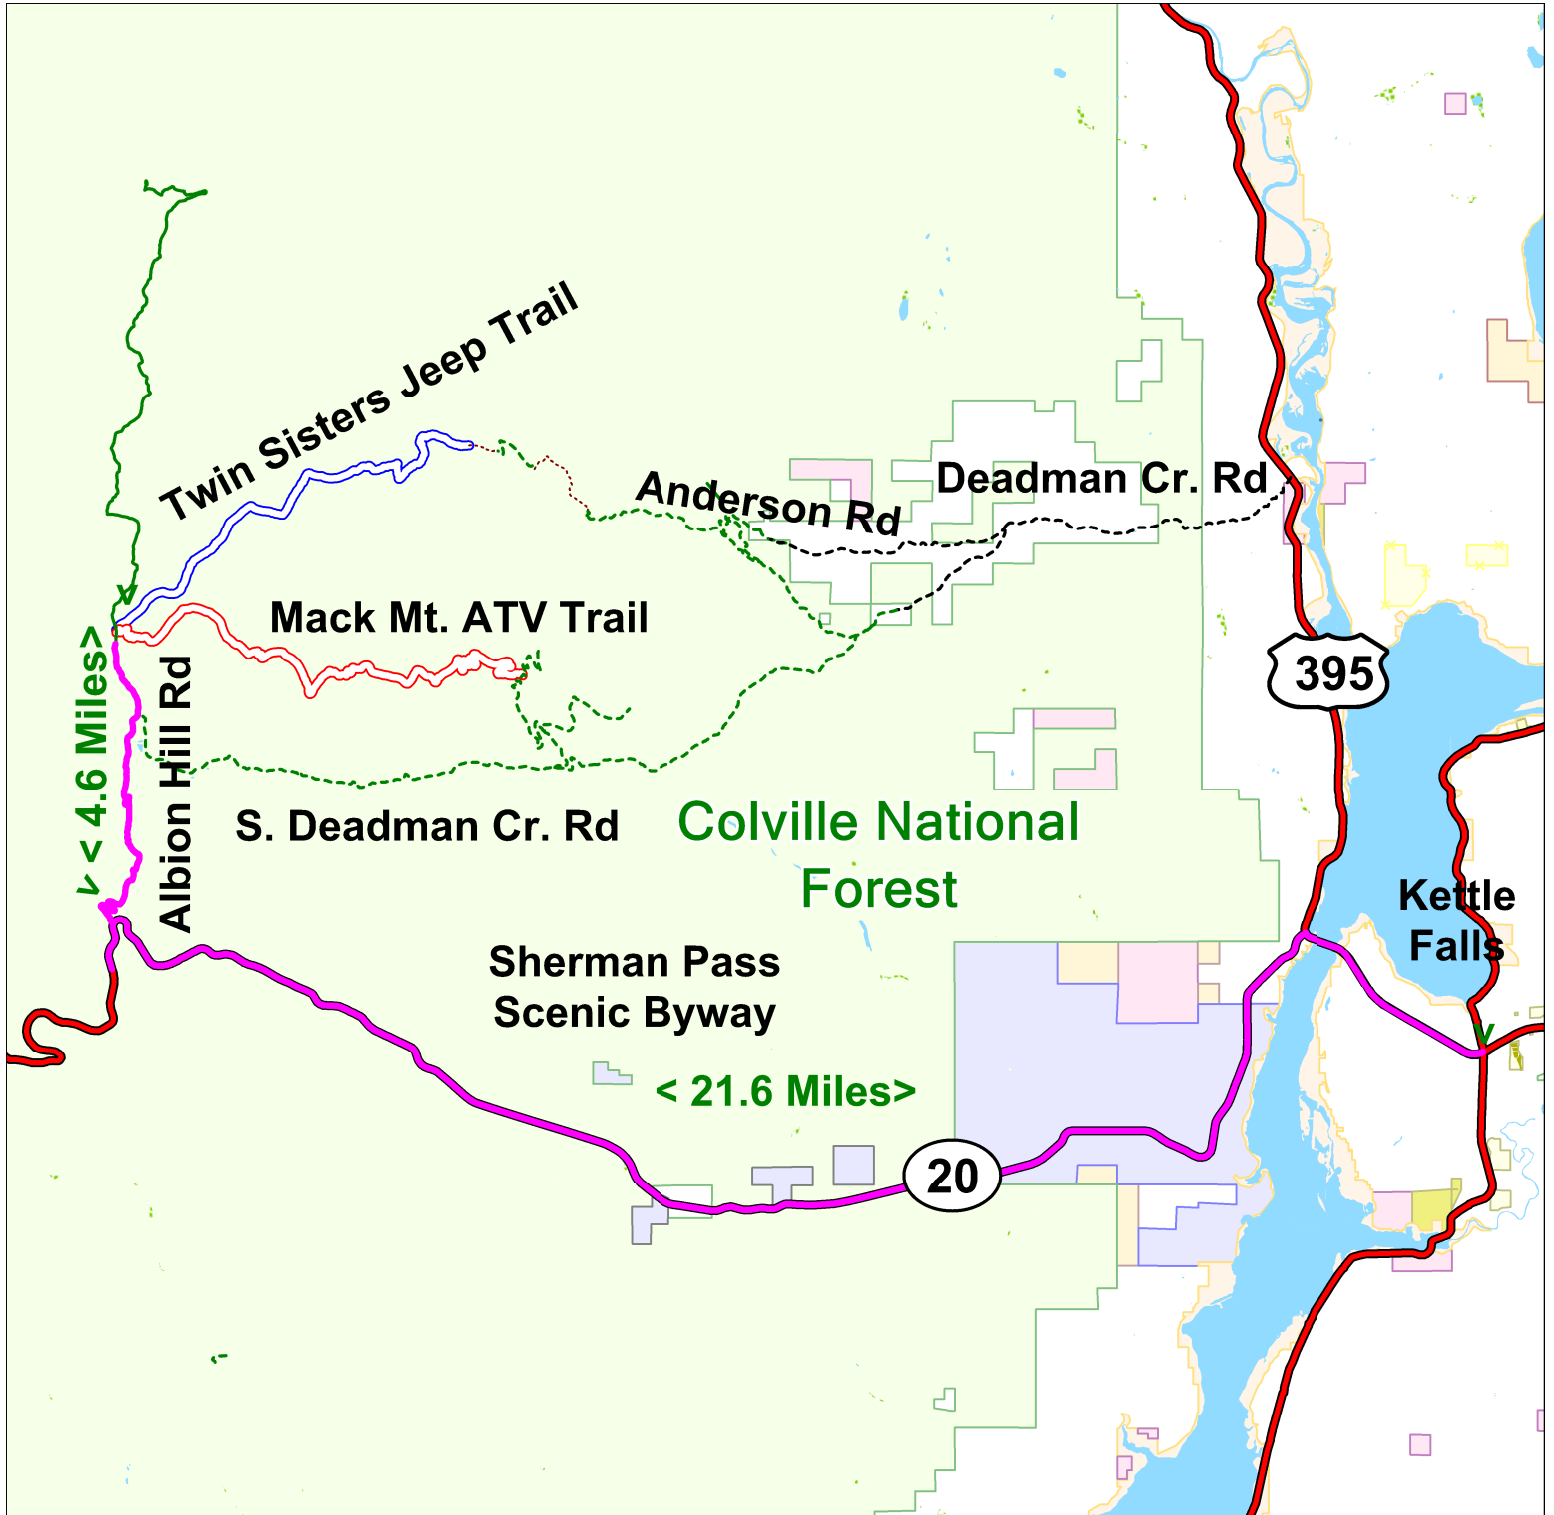 Twin Sisters Jeep Trail
Anderson Rd
Deadman Cr. Rd
Mack Mt. ATV Trail
395
< 4.6 Miles>
v
Albion Hill Rd
S. Deadman Cr. Rd
Colville National
Forest
Kettle
Falls
Sherman Pass
Scenic Byway
< 21.6 Miles>
20